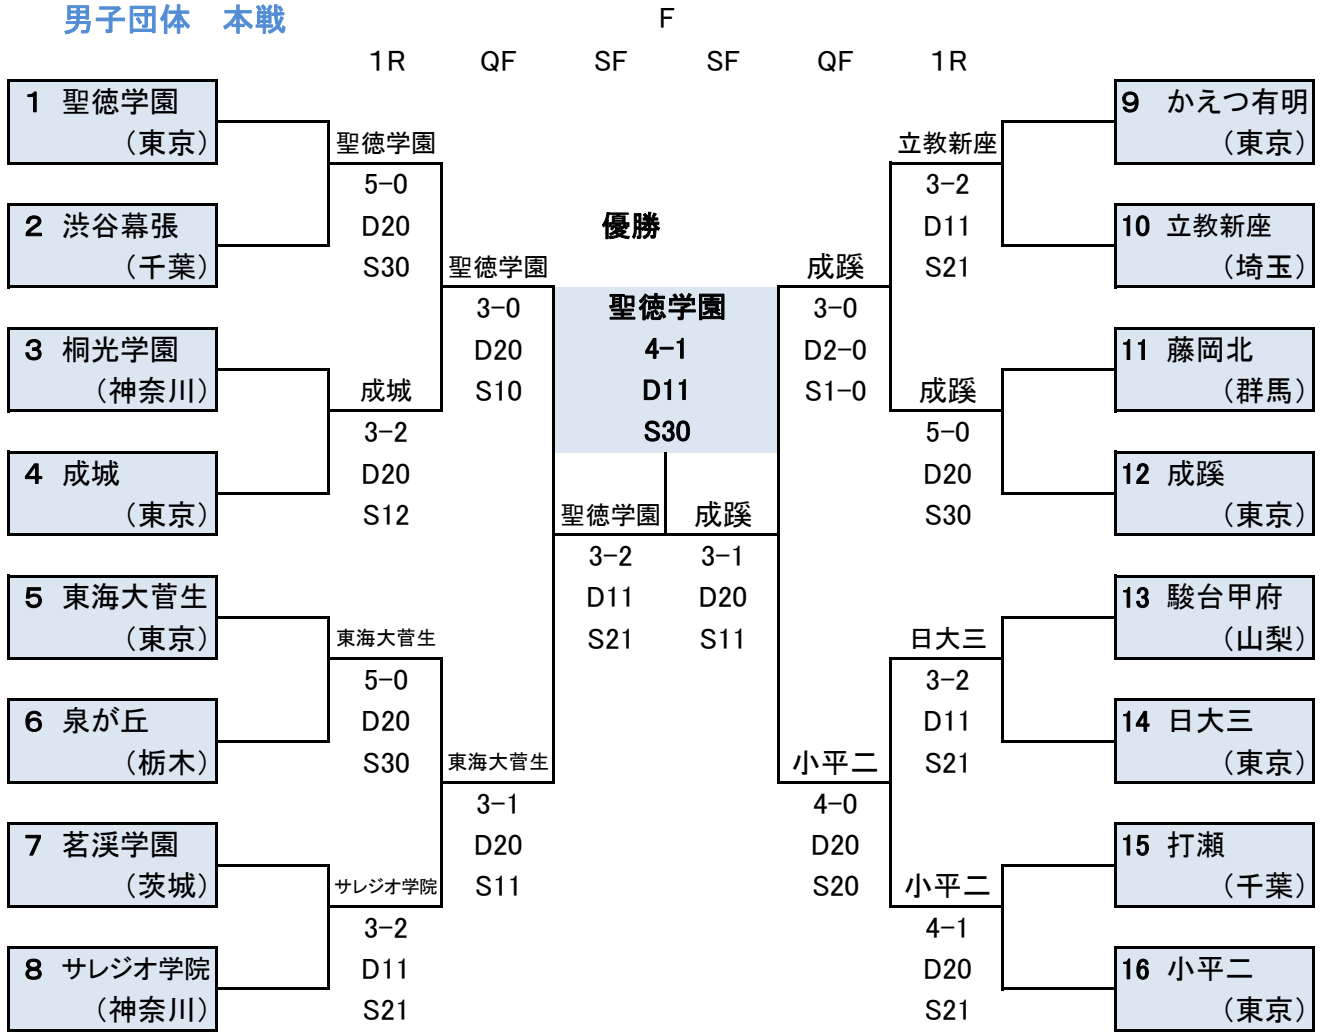 男子団体　本戦
F
1R QF SF SF QF 1R
1 聖徳学園
（東京）
2 渋谷幕張
（千葉）
3 桐光学園
（神奈川）
4 成城
（東京）
5 東海大菅生
（東京）
6 泉が丘
（栃木）
7 茗渓学園
（茨城）
8 サレジオ学院
（神奈川）
聖徳学園
5-0
D20
S30
成城
3-2
D20
S12
東海大菅生
5-0
D20
S30
サレジオ学院
3-2
D11
S21
聖徳学園
3-0
D20
S10
東海大菅生
3-1
D20
S11
優勝
聖徳学園
4-1
D11
S30
聖徳学園
3-2
D11
S21
成蹊
3-1
D20
S11
成蹊
3-0
D2-0
S1-0
小平二
4-0
D20
S20
立教新座
3-2
D11
S21
成蹊
5-0
D20
S30
日大三
3-2
D11
S21
小平二
4-1
D20
S21
9 かえつ有明
（東京）
10 立教新座
（埼玉）
11 藤岡北
（群馬）
12 成蹊
（東京）
13 駿台甲府
（山梨）
14 日大三
（東京）
15 打瀬
（千葉）
16 小平二
（東京）